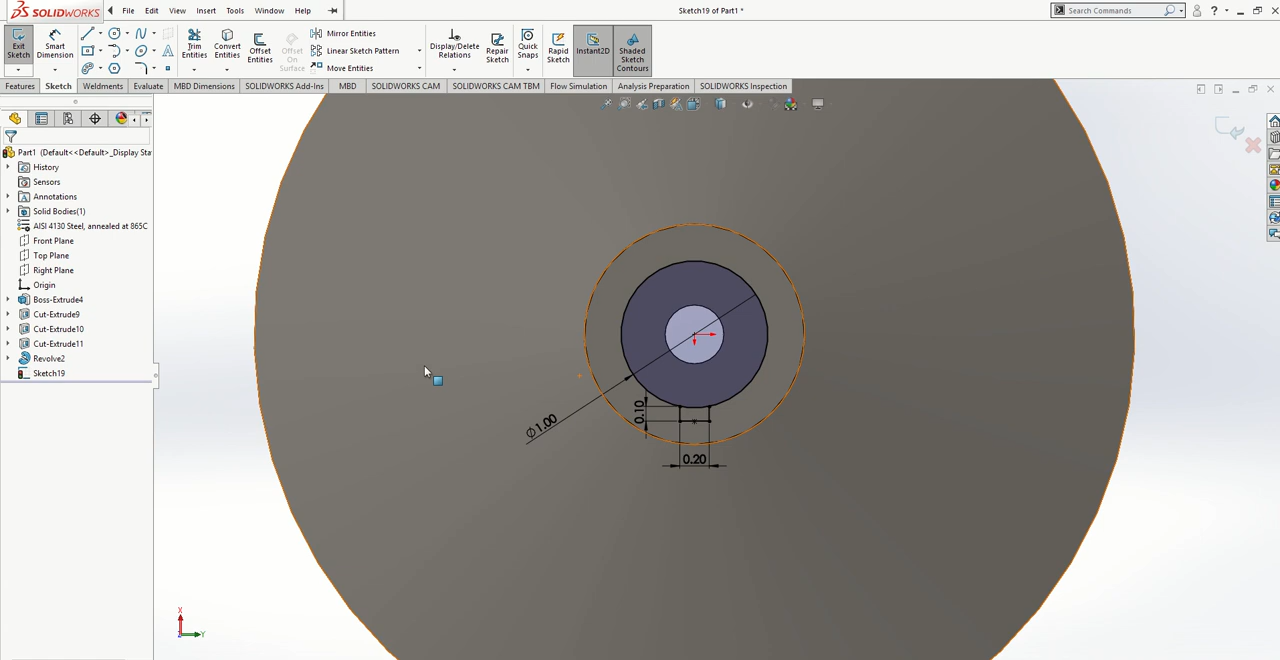 SOLIDWORKS
File Edit View Insert Tools Window Help
Sketch19 of Part1 *
Search Commands
?
Exit Sketch
Smart Dimension
Trim Entities
Convert Entities
Offset Entities
Offset On Surface
Mirror Entities
Linear Sketch Pattern
Move Entities
Display/Delete Relations
Repair Sketch
Quick Snaps
Rapid Sketch
Instant2D
Shaded Sketch Contours
Features Sketch Weldments Evaluate MBD Dimensions SOLIDWORKS Add-Ins MBD SOLIDWORKS CAM SOLIDWORKS CAM TBM Flow Simulation Analysis Preparation SOLIDWORKS Inspection
Part1 (Default<<Default>_Display Sta
History
Sensors
Annotations
Solid Bodies(1)
AISI 4130 Steel, annealed at 865C
Front Plane
Top Plane
Right Plane
Origin
Boss-Extrude4
Cut-Extrude9
Cut-Extrude10
Cut-Extrude11
Revolve2
Sketch19
Ø1.00
0.10
0.20
X
Z
Y